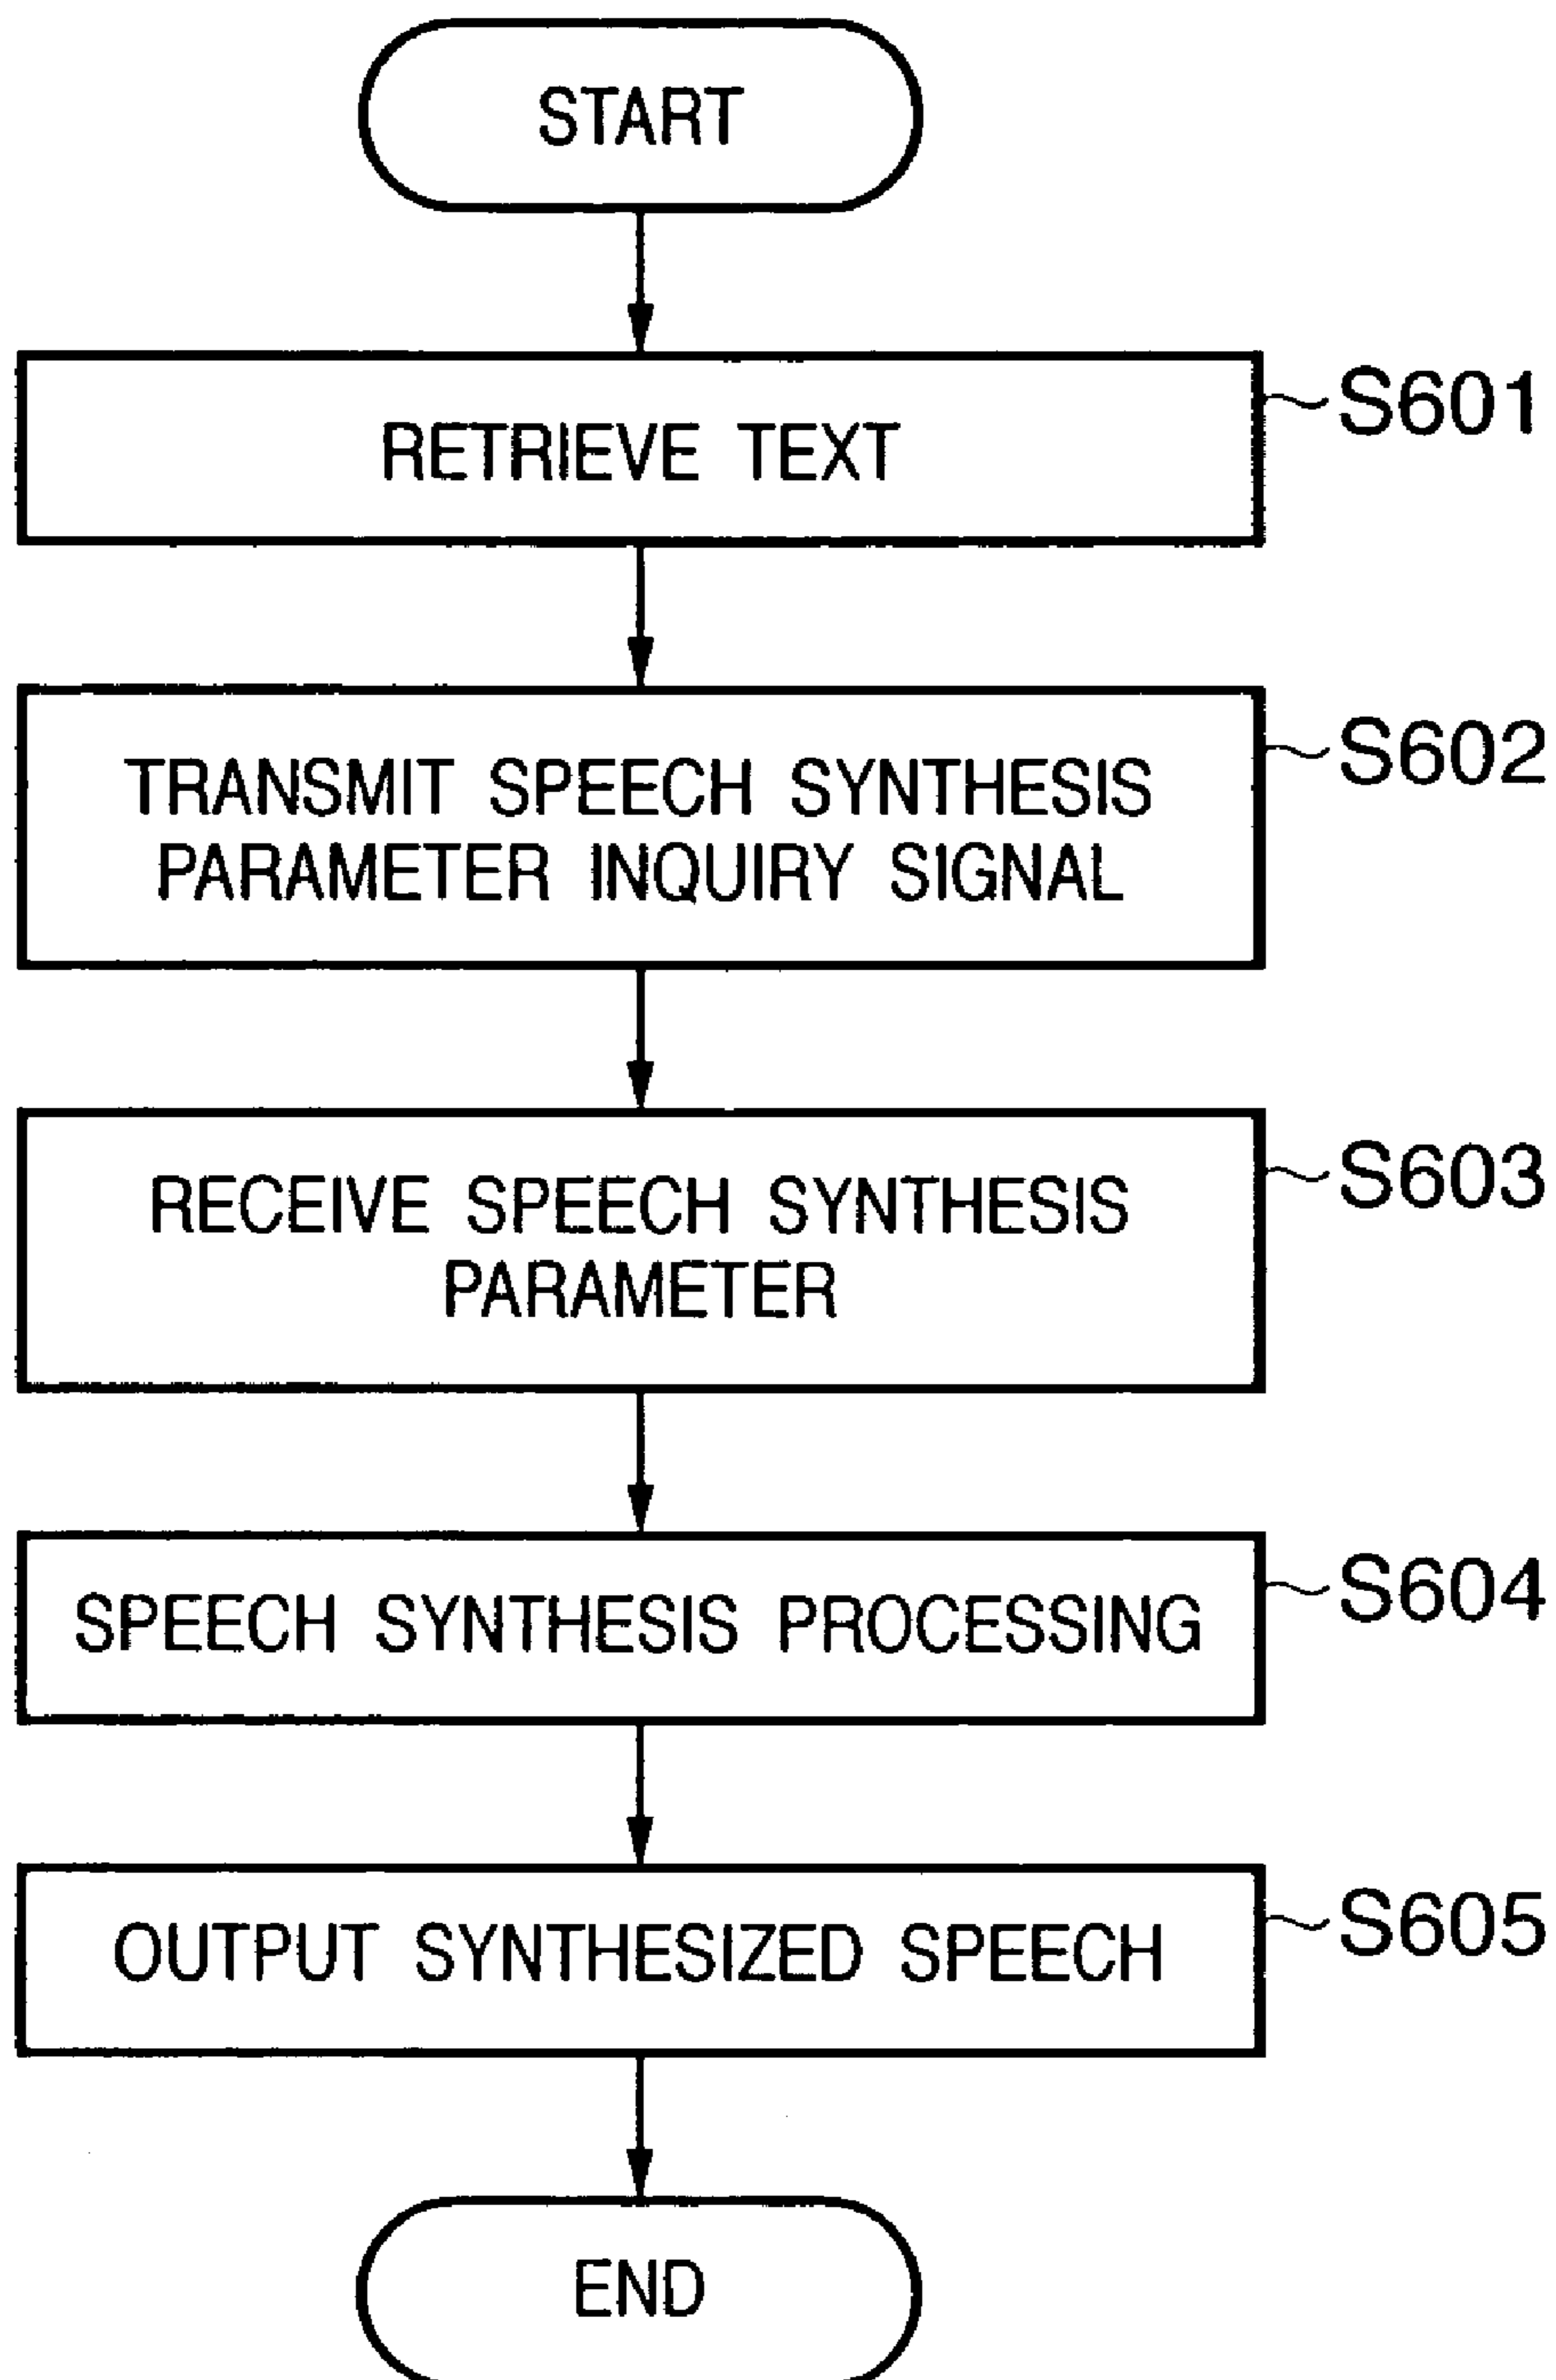 START
RETRIEVE TEXT
S601
TRANSMIT SPEECH SYNTHESIS
PARAMETER INQUIRY SIGNAL
S602
RECEIVE SPEECH SYNTHESIS
PARAMETER
S603
SPEECH SYNTHESIS PROCESSING
S604
OUTPUT SYNTHESIZED SPEECH
S605
END